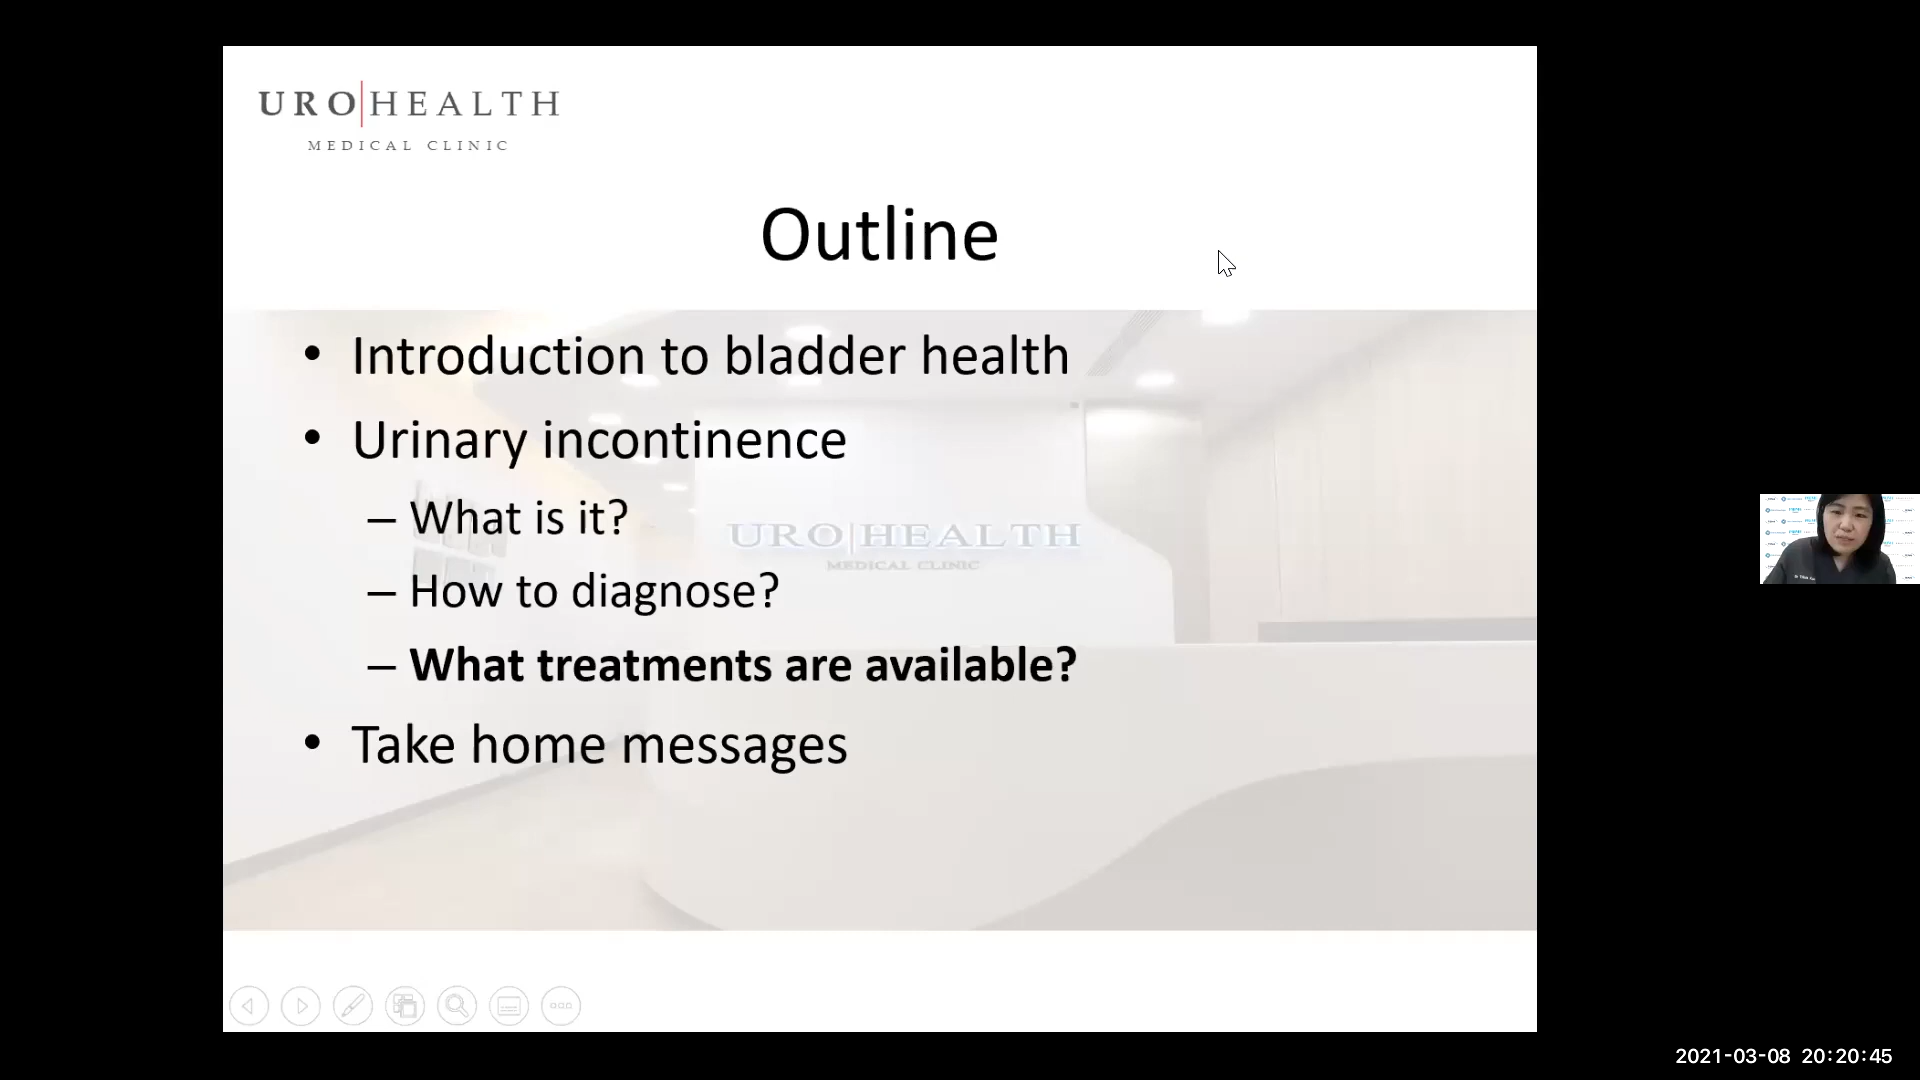 URO|HEALTH
MEDICAL CLINIC
Outline
• Introduction to bladder health
• Urinary incontinence
– What is it?
– How to diagnose?
– What treatments are available?
• Take home messages
URO|HEALTH
MEDICAL CLINIC
2021-03-08 20:20:45